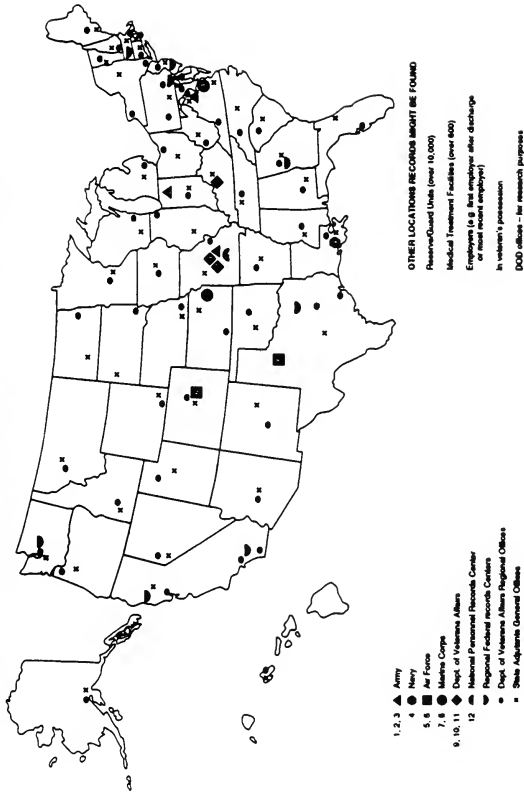 OTHER LOCATIONS RECORDS MIGHT BE FOUND
Reserve/Guard Units (over 10,000)
Medical Treatment Facilities (over 600)
Employers (e.g. first employer after discharge
or most recent employer)
In veteran's possession
DOD offices – for research purposes
1, 2, 3 Army
4 Navy
5, 6 Air Force
7, 8 Marine Corps
9, 10, 11 Dept. of Veterans Affairs
12 National Personnel Records Center
Regional Federal records Centers
Dept. of Veterans Affairs Regional Offices
State Adjutants General Offices